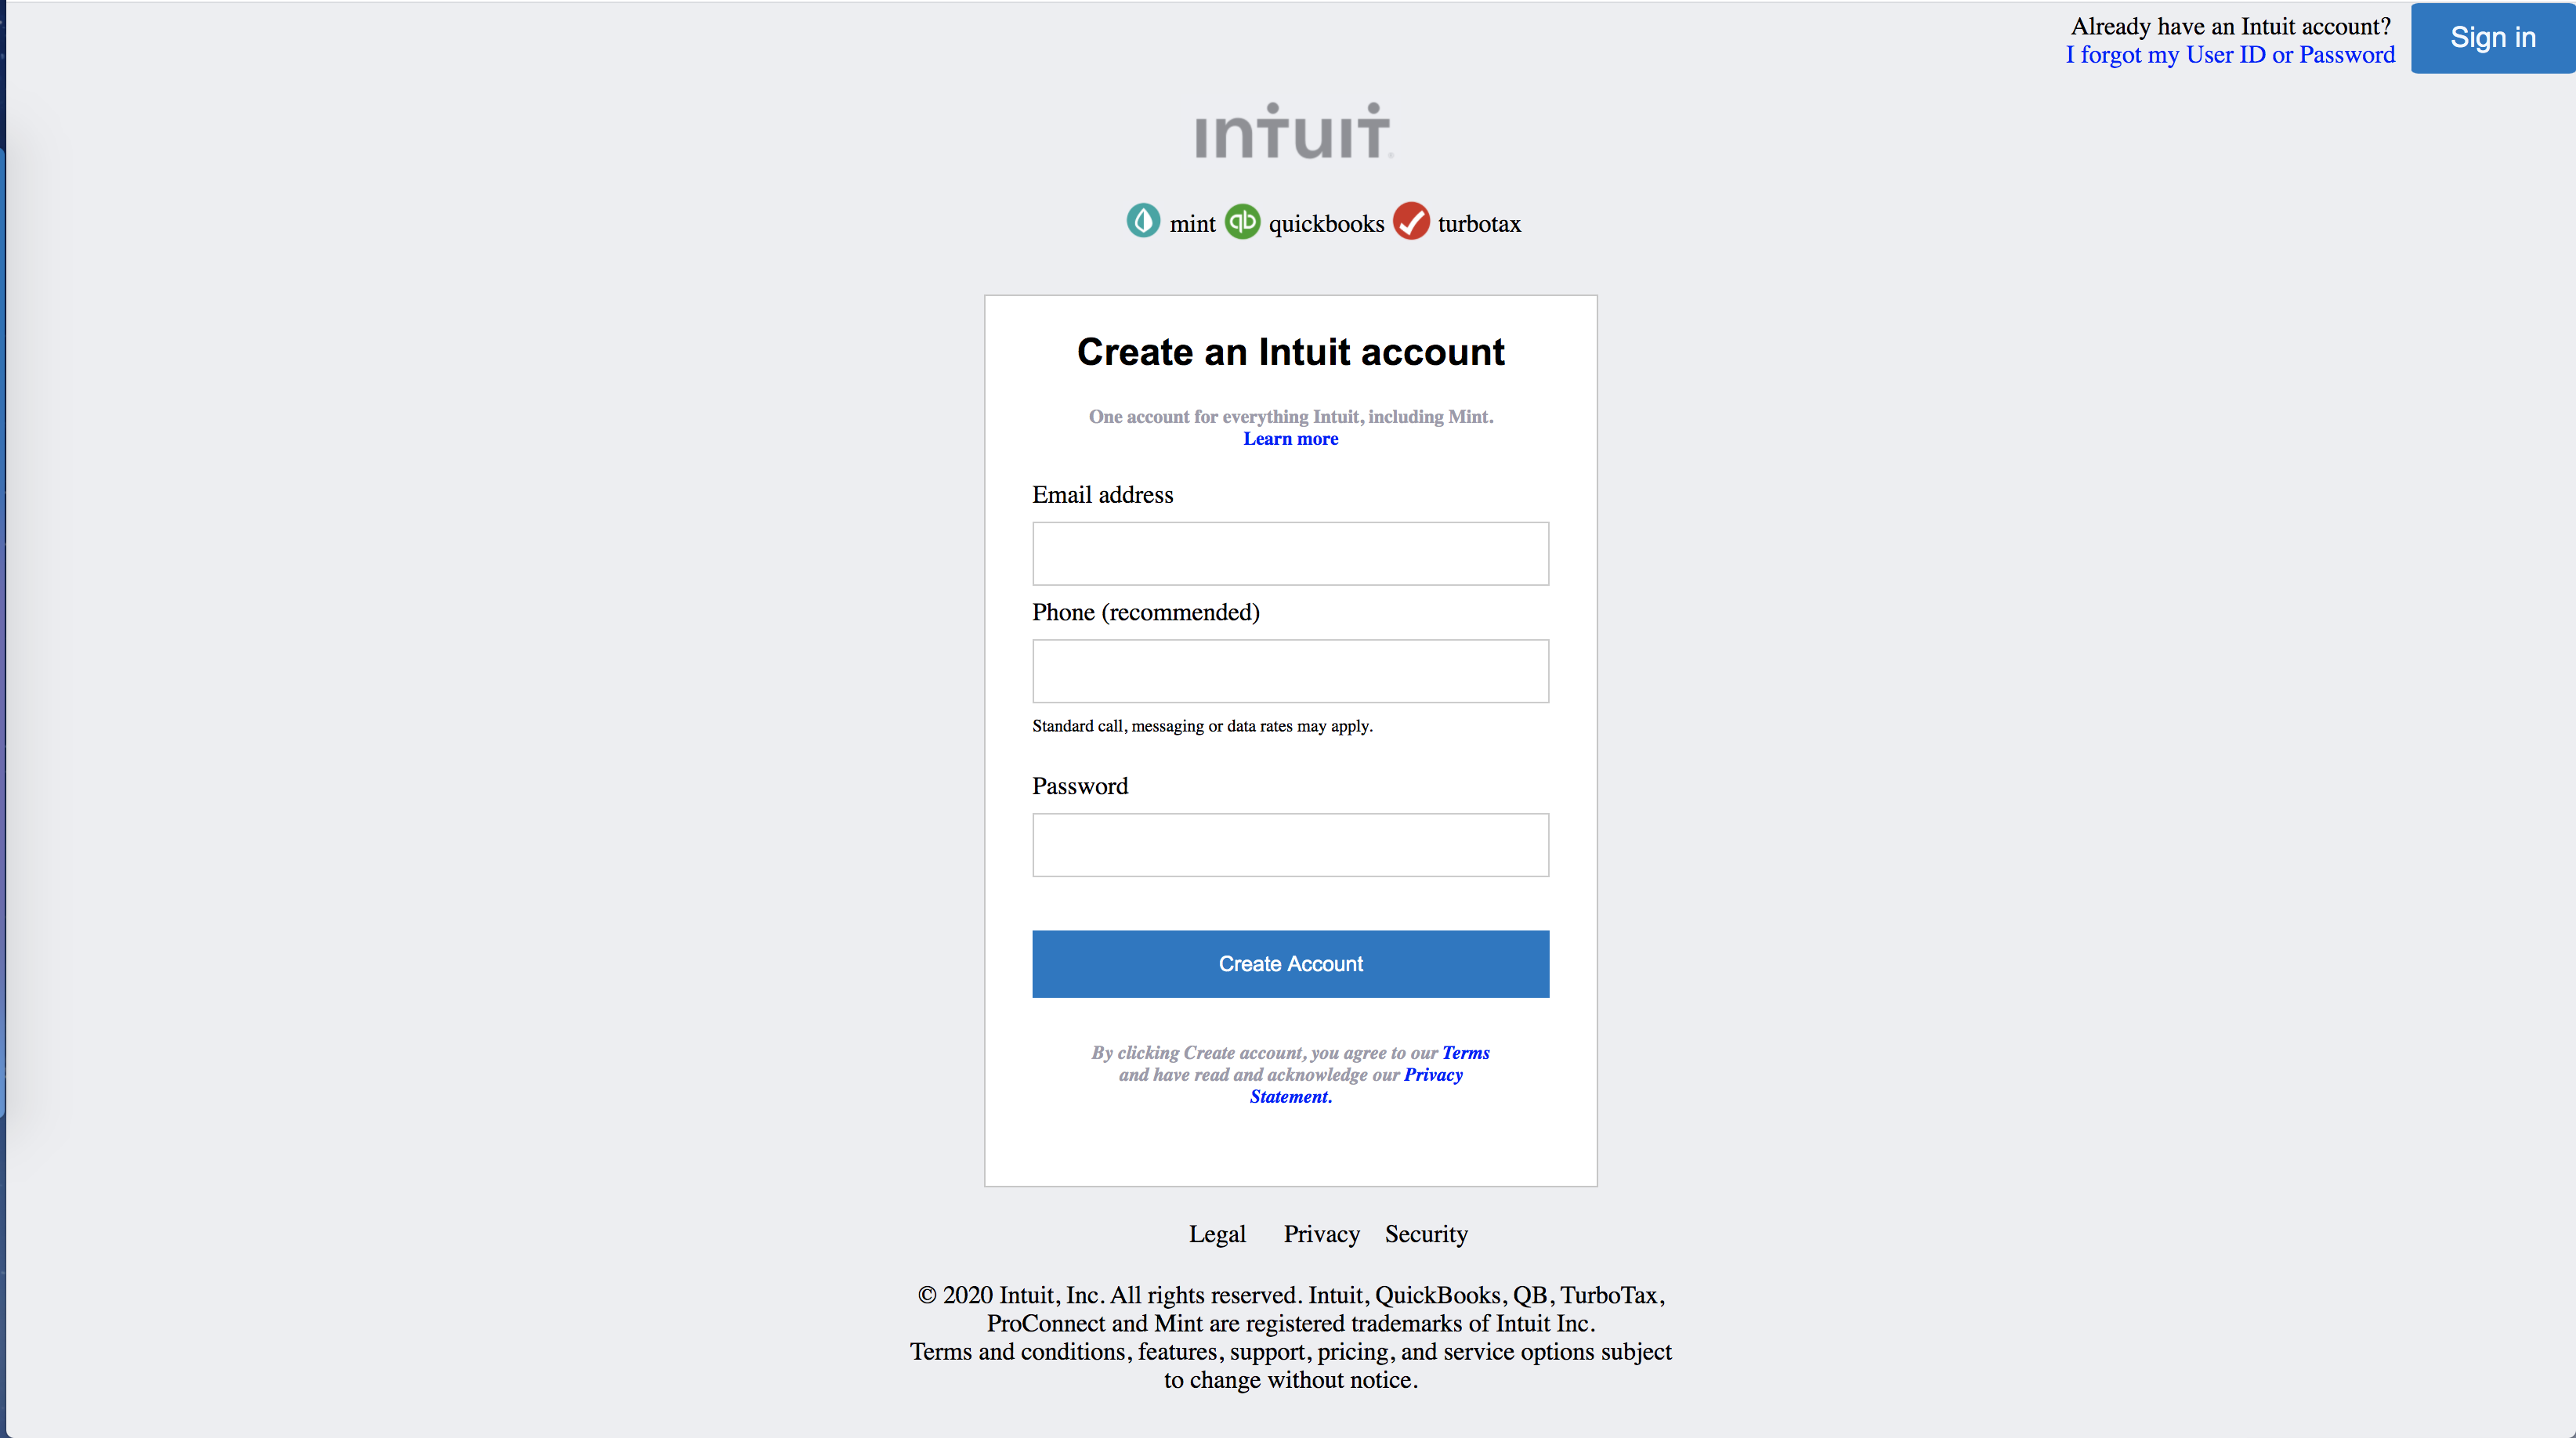 Already have an Intuit account?
I forgot my User ID or Password
Sign in
intuit
mint quickbooks turbotax
Create an Intuit account
One account for everything Intuit, including Mint.
Learn more
Email address
Phone (recommended)
Standard call, messaging or data rates may apply.
Password
Create Account
By clicking Create account, you agree to our Terms
and have read and acknowledge our Privacy
Statement.
Legal Privacy Security
© 2020 Intuit, Inc. All rights reserved. Intuit, QuickBooks, QB, TurboTax,
ProConnect and Mint are registered trademarks of Intuit Inc.
Terms and conditions, features, support, pricing, and service options subject
to change without notice.